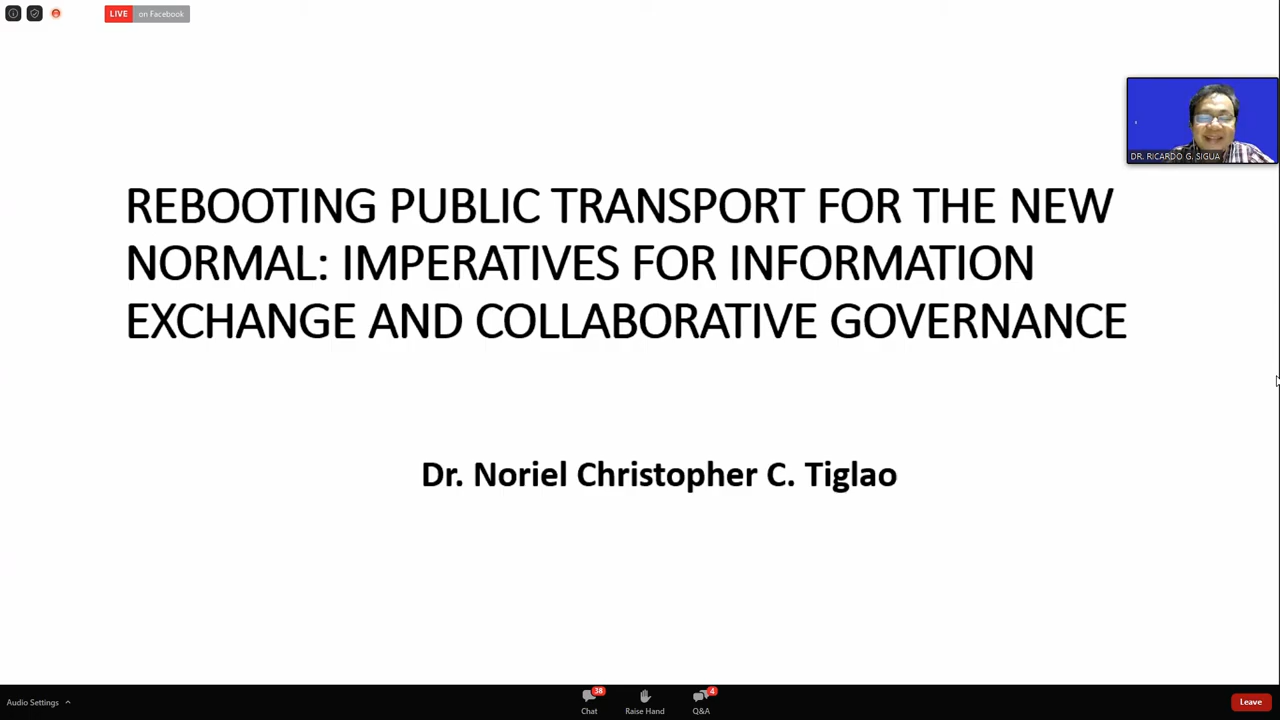 LIVE on Facebook
DR. RICARDO G. SIGUA
REBOOTING PUBLIC TRANSPORT FOR THE NEW
NORMAL: IMPERATIVES FOR INFORMATION
EXCHANGE AND COLLABORATIVE GOVERNANCE
Dr. Noriel Christopher C. Tiglao
Audio Settings
38
Chat
Raise Hand
4
Q&A
Leave